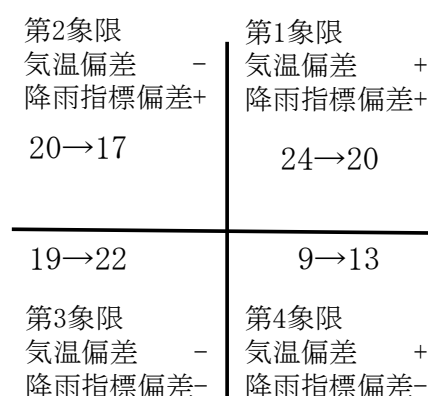 第2象限
気温偏差 -
降雨指標偏差+
20→17
第1象限
気温偏差 +
降雨指標偏差+
24→20
19→22
第3象限
気温偏差 -
降雨指標偏差-
9→13
第4象限
気温偏差 +
降雨指標偏差-